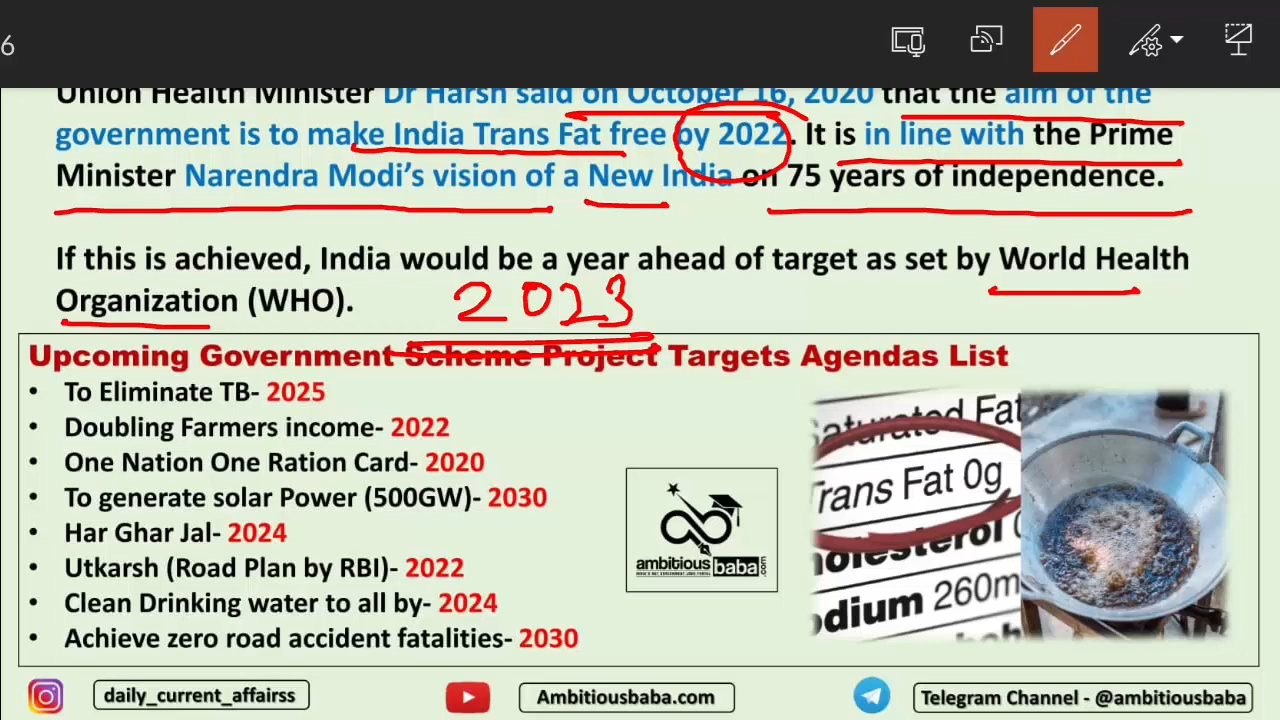 6
Union Health Minister Dr Harsh said on October 16, 2020 that the aim of the
government is to make India Trans Fat free by 2022. It is in line with the Prime
Minister Narendra Modi’s vision of a New India on 75 years of independence.
If this is achieved, India would be a year ahead of target as set by World Health
Organization (WHO).
2023
Upcoming Government Scheme Project Targets Agendas List
• To Eliminate TB- 2025
• Doubling Farmers income- 2022
• One Nation One Ration Card- 2020
• To generate solar Power (500GW)- 2030
• Har Ghar Jal- 2024
• Utkarsh (Road Plan by RBI)- 2022
• Clean Drinking water to all by- 2024
• Achieve zero road accident fatalities- 2030
ambitiousbaba.com
Saturated Fat
Trans Fat 0g
holesterol
odium 260m
daily_current_affairss
Ambitiousbaba.com
Telegram Channel - @ambitiousbaba